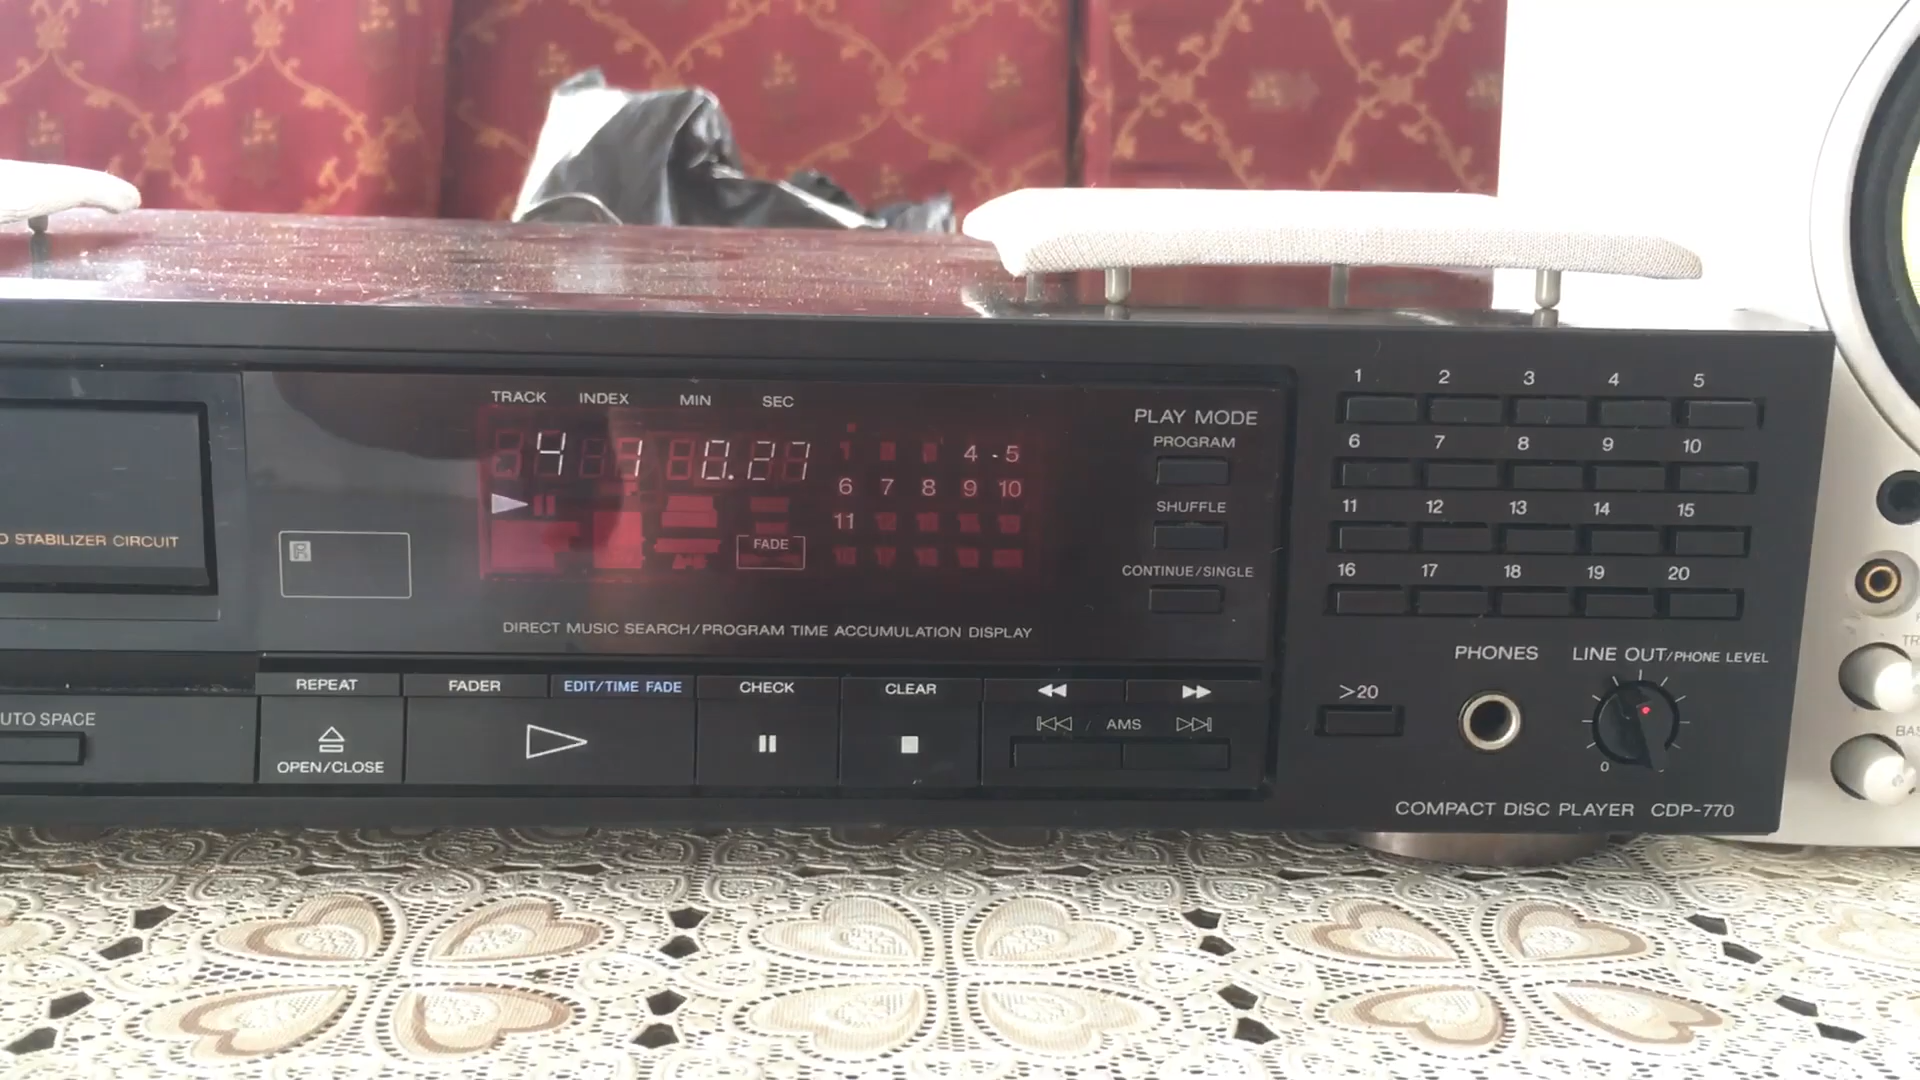 1 2 3 4 5
TRACK INDEX MIN SEC
PLAY MODE
PROGRAM
4 1 0.27
4 5
6 7 8 9 10
6 7 8 9 10
SHUFFLE
11
11 12 13 14 15
STABILIZER CIRCUIT
FADE
CONTINUE/SINGLE
16 17 18 19 20
DIRECT MUSIC SEARCH/PROGRAM TIME ACCUMULATION DISPLAY
PHONES LINE OUT/PHONE LEVEL
REPEAT FADER EDIT/TIME FADE CHECK CLEAR
>20
UTO SPACE
AMS
OPEN/CLOSE
0
COMPACT DISC PLAYER CDP-770